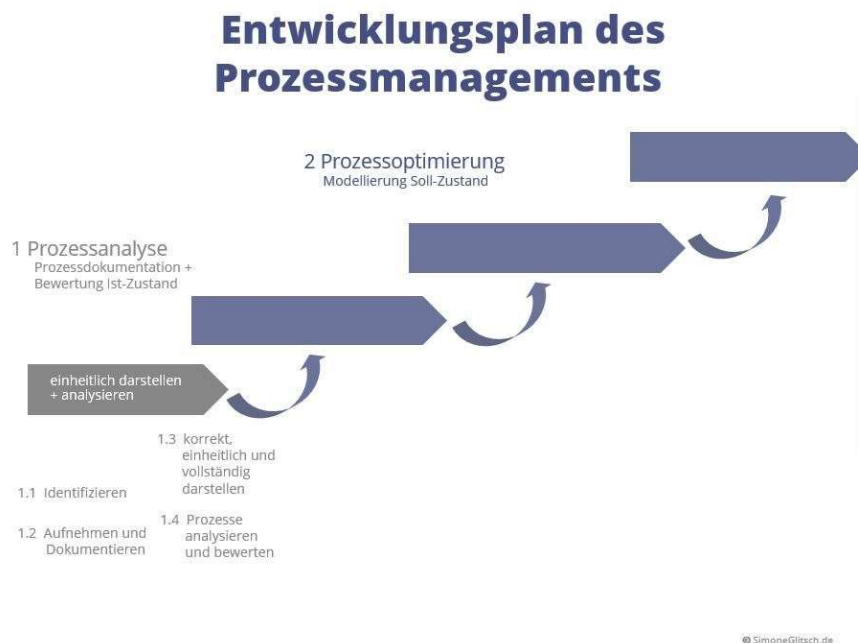 Entwicklungsplan des
Prozessmanagements
2 Prozessoptimierung
Modellierung Soll-Zustand
1 Prozessanalyse
Prozessdokumentation +
Bewertung Ist-Zustand
einheitlich darstellen
+ analysieren
1.1 Identifizieren
1.2 Aufnehmen und
Dokumentieren
1.3 korrekt,
einheitlich und
vollständig
darstellen
1.4 Prozesse
analysieren
und bewerten
© SimoneGlitsch.de